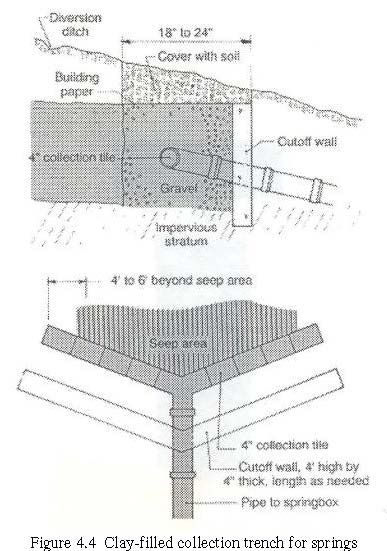 Diversion
ditch
18" to 24"
Cover with soil
Building
paper
Cutoff wall
4" collection tile
Gravel
Impervious
stratum
4' to 6' beyond seep area
Seep area
4" collection tile
Cutoff wall, 4' high by
4" thick, length as needed
Pipe to springbox
Figure 4.4 Clay-filled collection trench for springs